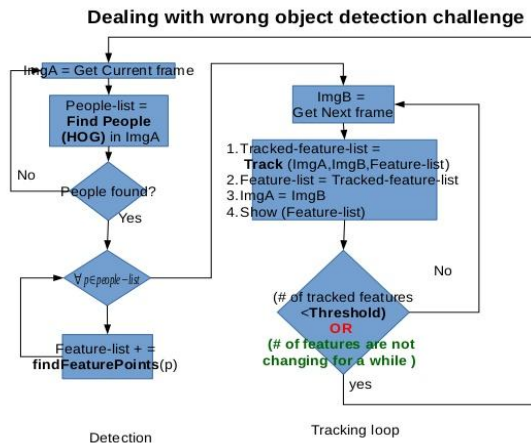 Dealing with wrong object detection challenge
ImgA = Get Current frame
People-list =
Find People
(HOG) in ImgA
No
People found?
Yes
∀ p∈people−list
Feature-list + =
findFeaturePoints(p)
Detection
ImgB =
Get Next frame
1.Tracked-feature-list =
Track (ImgA,ImgB,Feature-list)
2.Feature-list = Tracked-feature-list
3.ImgA = ImgB
4.Show (Feature-list)
No
(# of tracked features
<Threshold)
OR
(# of features are not
changing for a while )
yes
Tracking loop